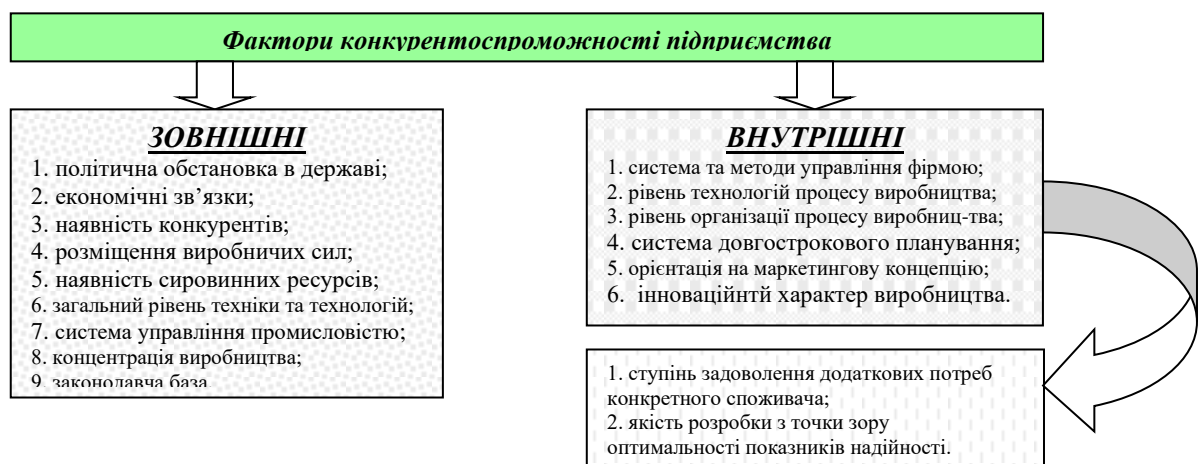 Фактори конкурентоспроможності підприємства
ЗОВНІШНІ
1. політична обстановка в державі;
2. економічні зв’язки;
3. наявність конкурентів;
4. розміщення виробничих сил;
5. наявність сировинних ресурсів;
6. загальний рівень техніки та технологій;
7. система управління промисловістю;
8. концентрація виробництва;
9. законодавча база
ВНУТРІШНІ
1. система та методи управління фірмою;
2. рівень технологій процесу виробництва;
3. рівень організації процесу виробниц-тва;
4. система довгострокового планування;
5. орієнтація на маркетингову концепцію;
6. інноваційнтй характер виробництва.
1. ступінь задоволення додаткових потреб
конкретного споживача;
2. якість розробки з точки зору
оптимальності показників надійності.